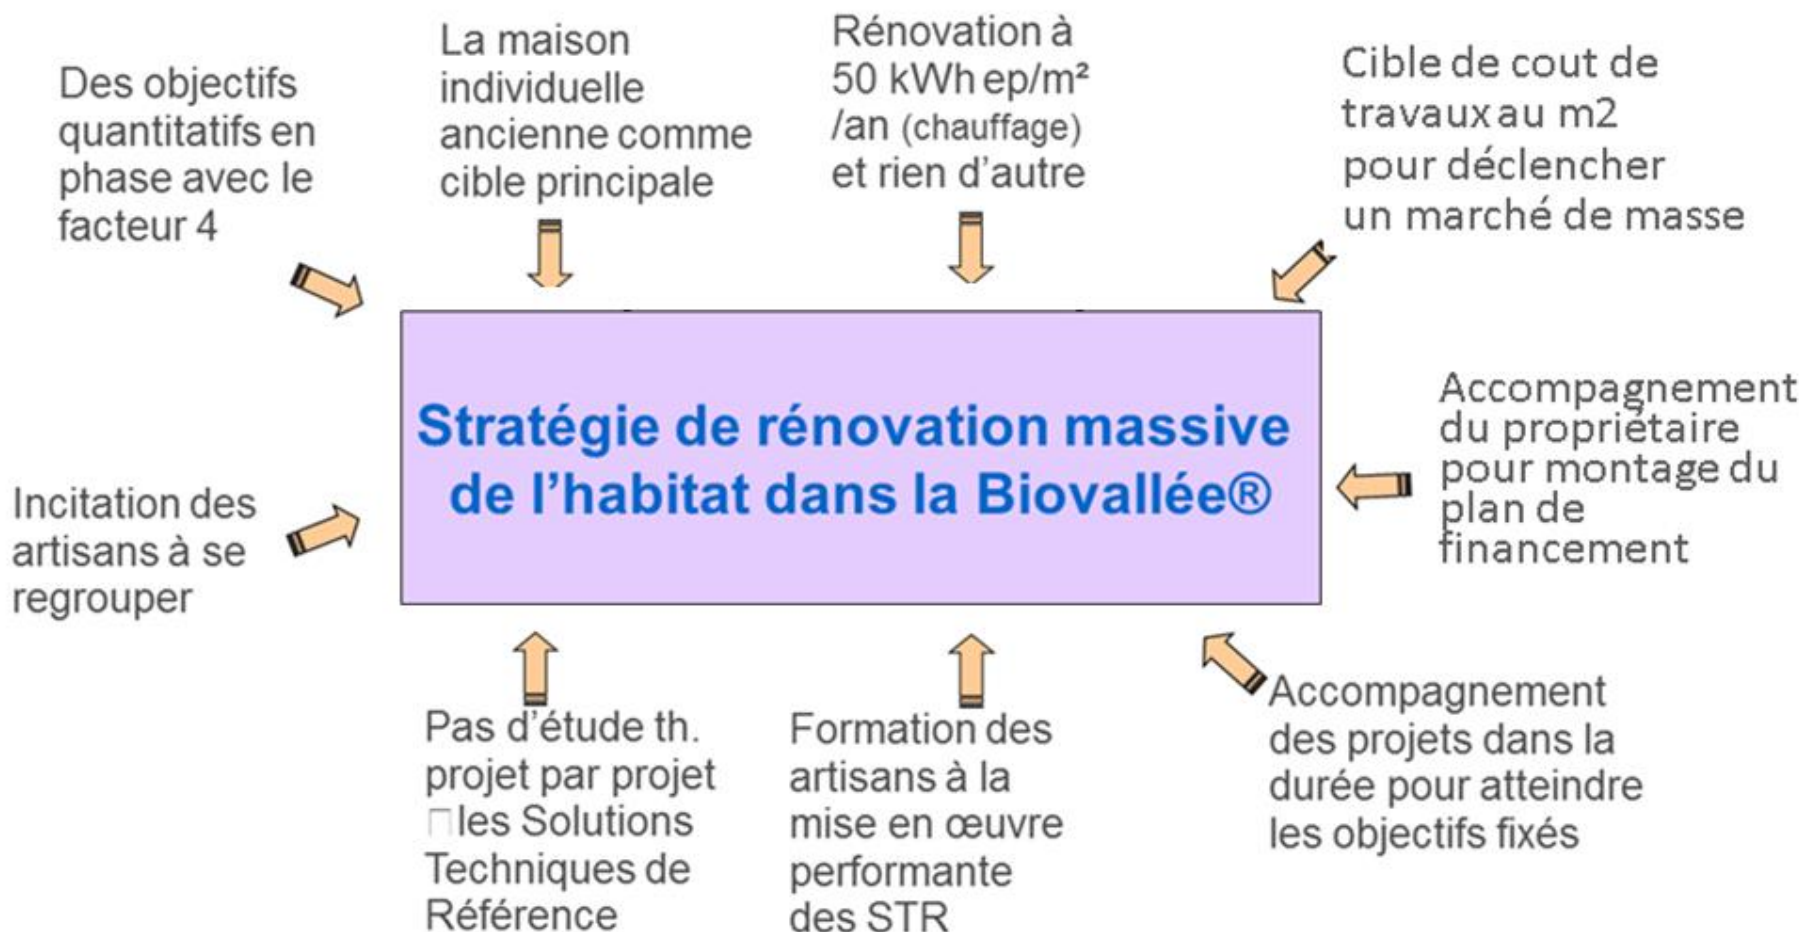 Des objectifs
quantitatifs en
phase avec le
facteur 4
La maison
individuelle
ancienne comme
cible principale
Rénovation à
50 kWh ep/m²
/an (chauffage)
et rien d’autre
Cible de cout de
travaux au m2
pour déclencher
un marché de masse
Stratégie de rénovation massive
de l’habitat dans la Biovallée®
Accompagnement
du propriétaire
pour montage du
plan de
financement
Incitation des
artisans à se
regrouper
Pas d’étude th.
projet par projet
les Solutions
Techniques de
Référence
Formation des
artisans à la
mise en œuvre
performante
des STR
Accompagnement
des projets dans la
durée pour atteindre
les objectifs fixés